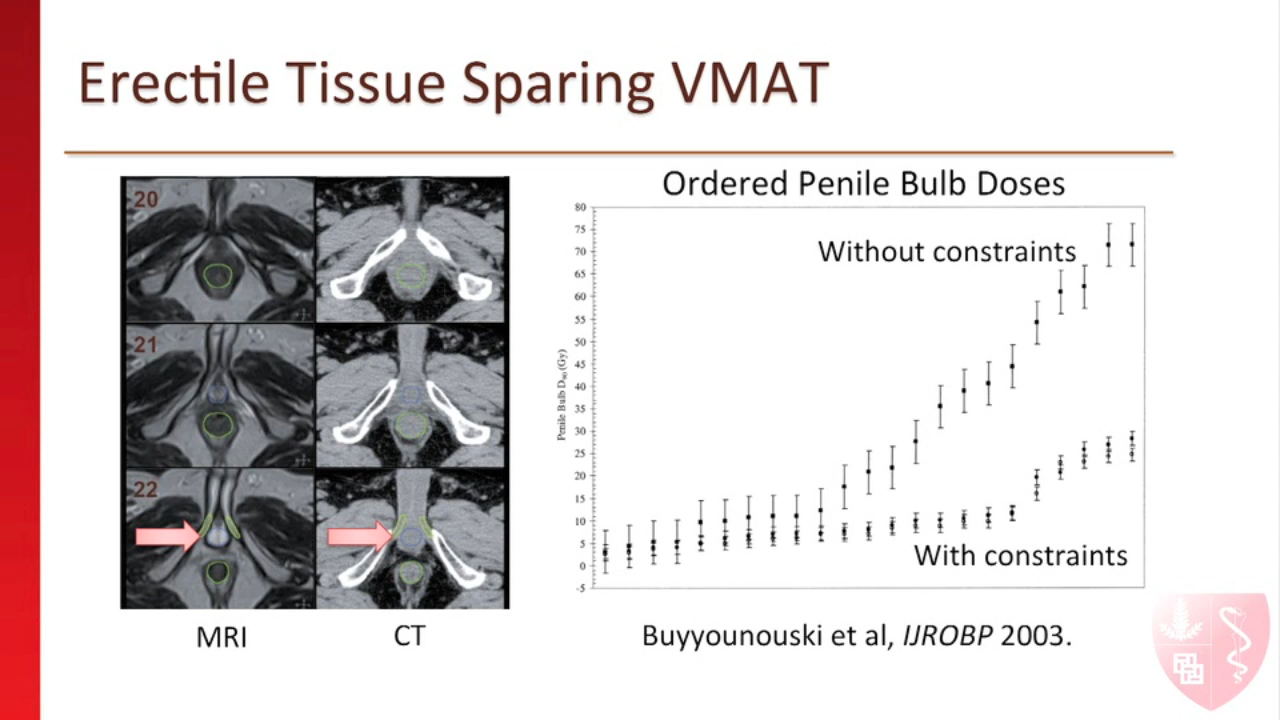 Erectile Tissue Sparing VMAT
20
21
22
MRI
CT
Ordered Penile Bulb Doses
Without constraints
With constraints
Penile Bulb D₉₀ (Gy)
80
75
70
65
60
55
50
45
40
35
30
25
20
15
10
5
0
-5
Buyyounouski et al, IJROBP 2003.